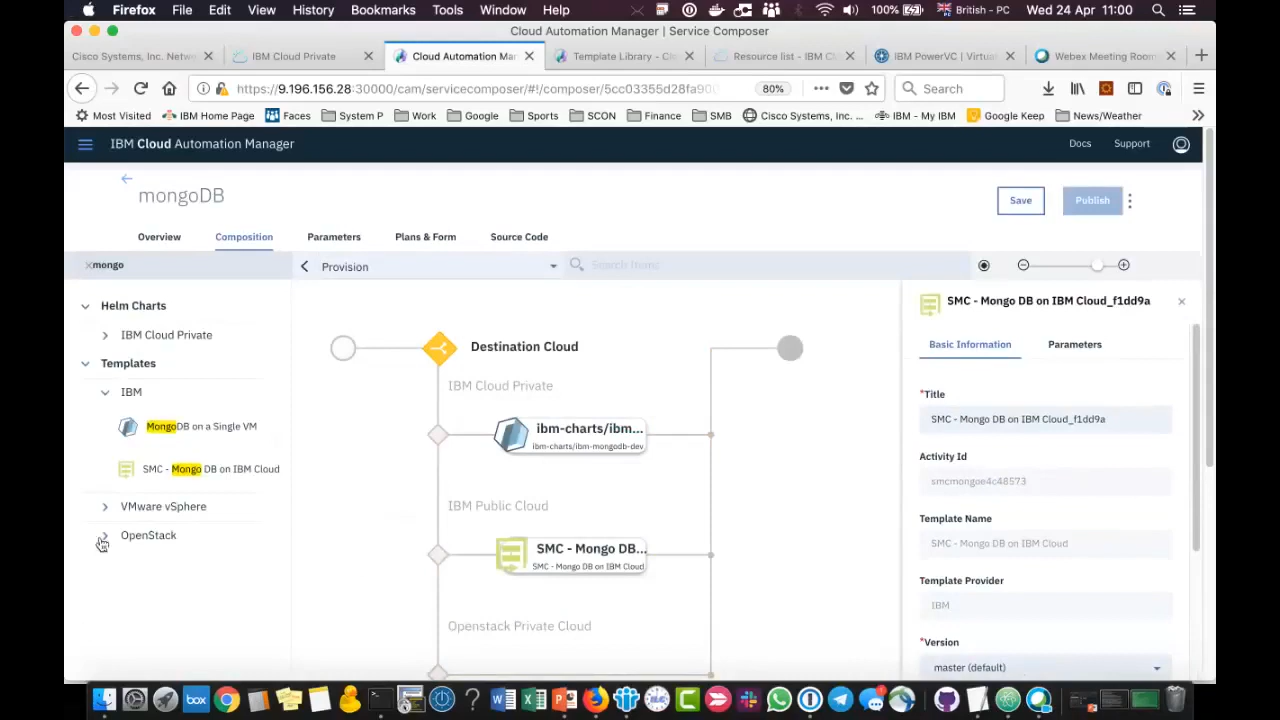 Firefox File Edit View History Bookmarks Tools Window Help 100% British - PC Wed 24 Apr 11:00
Cloud Automation Manager | Service Composer
Cisco Systems, Inc. Netw IBM Cloud Private Cloud Automation Man Template Library - Cl Resource list - IBM C IBM PowerVC | Virtual Webex Meeting Room
https://9.196.156.28:30000/cam/servicecomposer/#!/composer/5cc03355d28fa90 80% Search
Most Visited IBM Home Page Faces System P Work Google Sports SCON Finance SMB Cisco Systems, Inc. ... IBM - My IBM Google Keep News/Weather
IBM Cloud Automation Manager Docs Support
mongoDB
Save Publish
Overview Composition Parameters Plans & Form Source Code
mongo Provision Search Items
Helm Charts
IBM Cloud Private
Templates
IBM
MongoDB on a Single VM
SMC - Mongo DB on IBM Cloud
VMware vSphere
OpenStack
Destination Cloud
IBM Cloud Private
ibm-charts/ibm...
ibm-charts/ibm-mongodb-dev
IBM Public Cloud
SMC - Mongo DB...
SMC - Mongo DB on IBM Cloud
Openstack Private Cloud
SMC - Mongo DB on IBM Cloud_f1dd9a
Basic Information Parameters
*Title
SMC - Mongo DB on IBM Cloud_f1dd9a
Activity Id
smcmongoe4c48573
Template Name
SMC - Mongo DB on IBM Cloud
Template Provider
IBM
*Version
master (default)
box